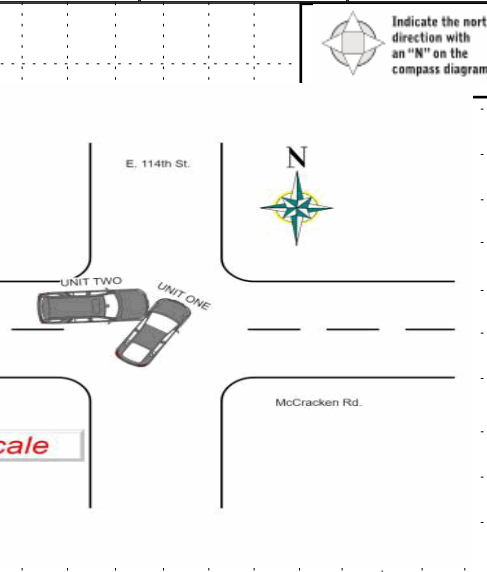 Indicate the nort
direction with
an “N” on the
compass diagram
E. 114th St.
N
UNIT TWO
UNIT ONE
McCracken Rd.
cale